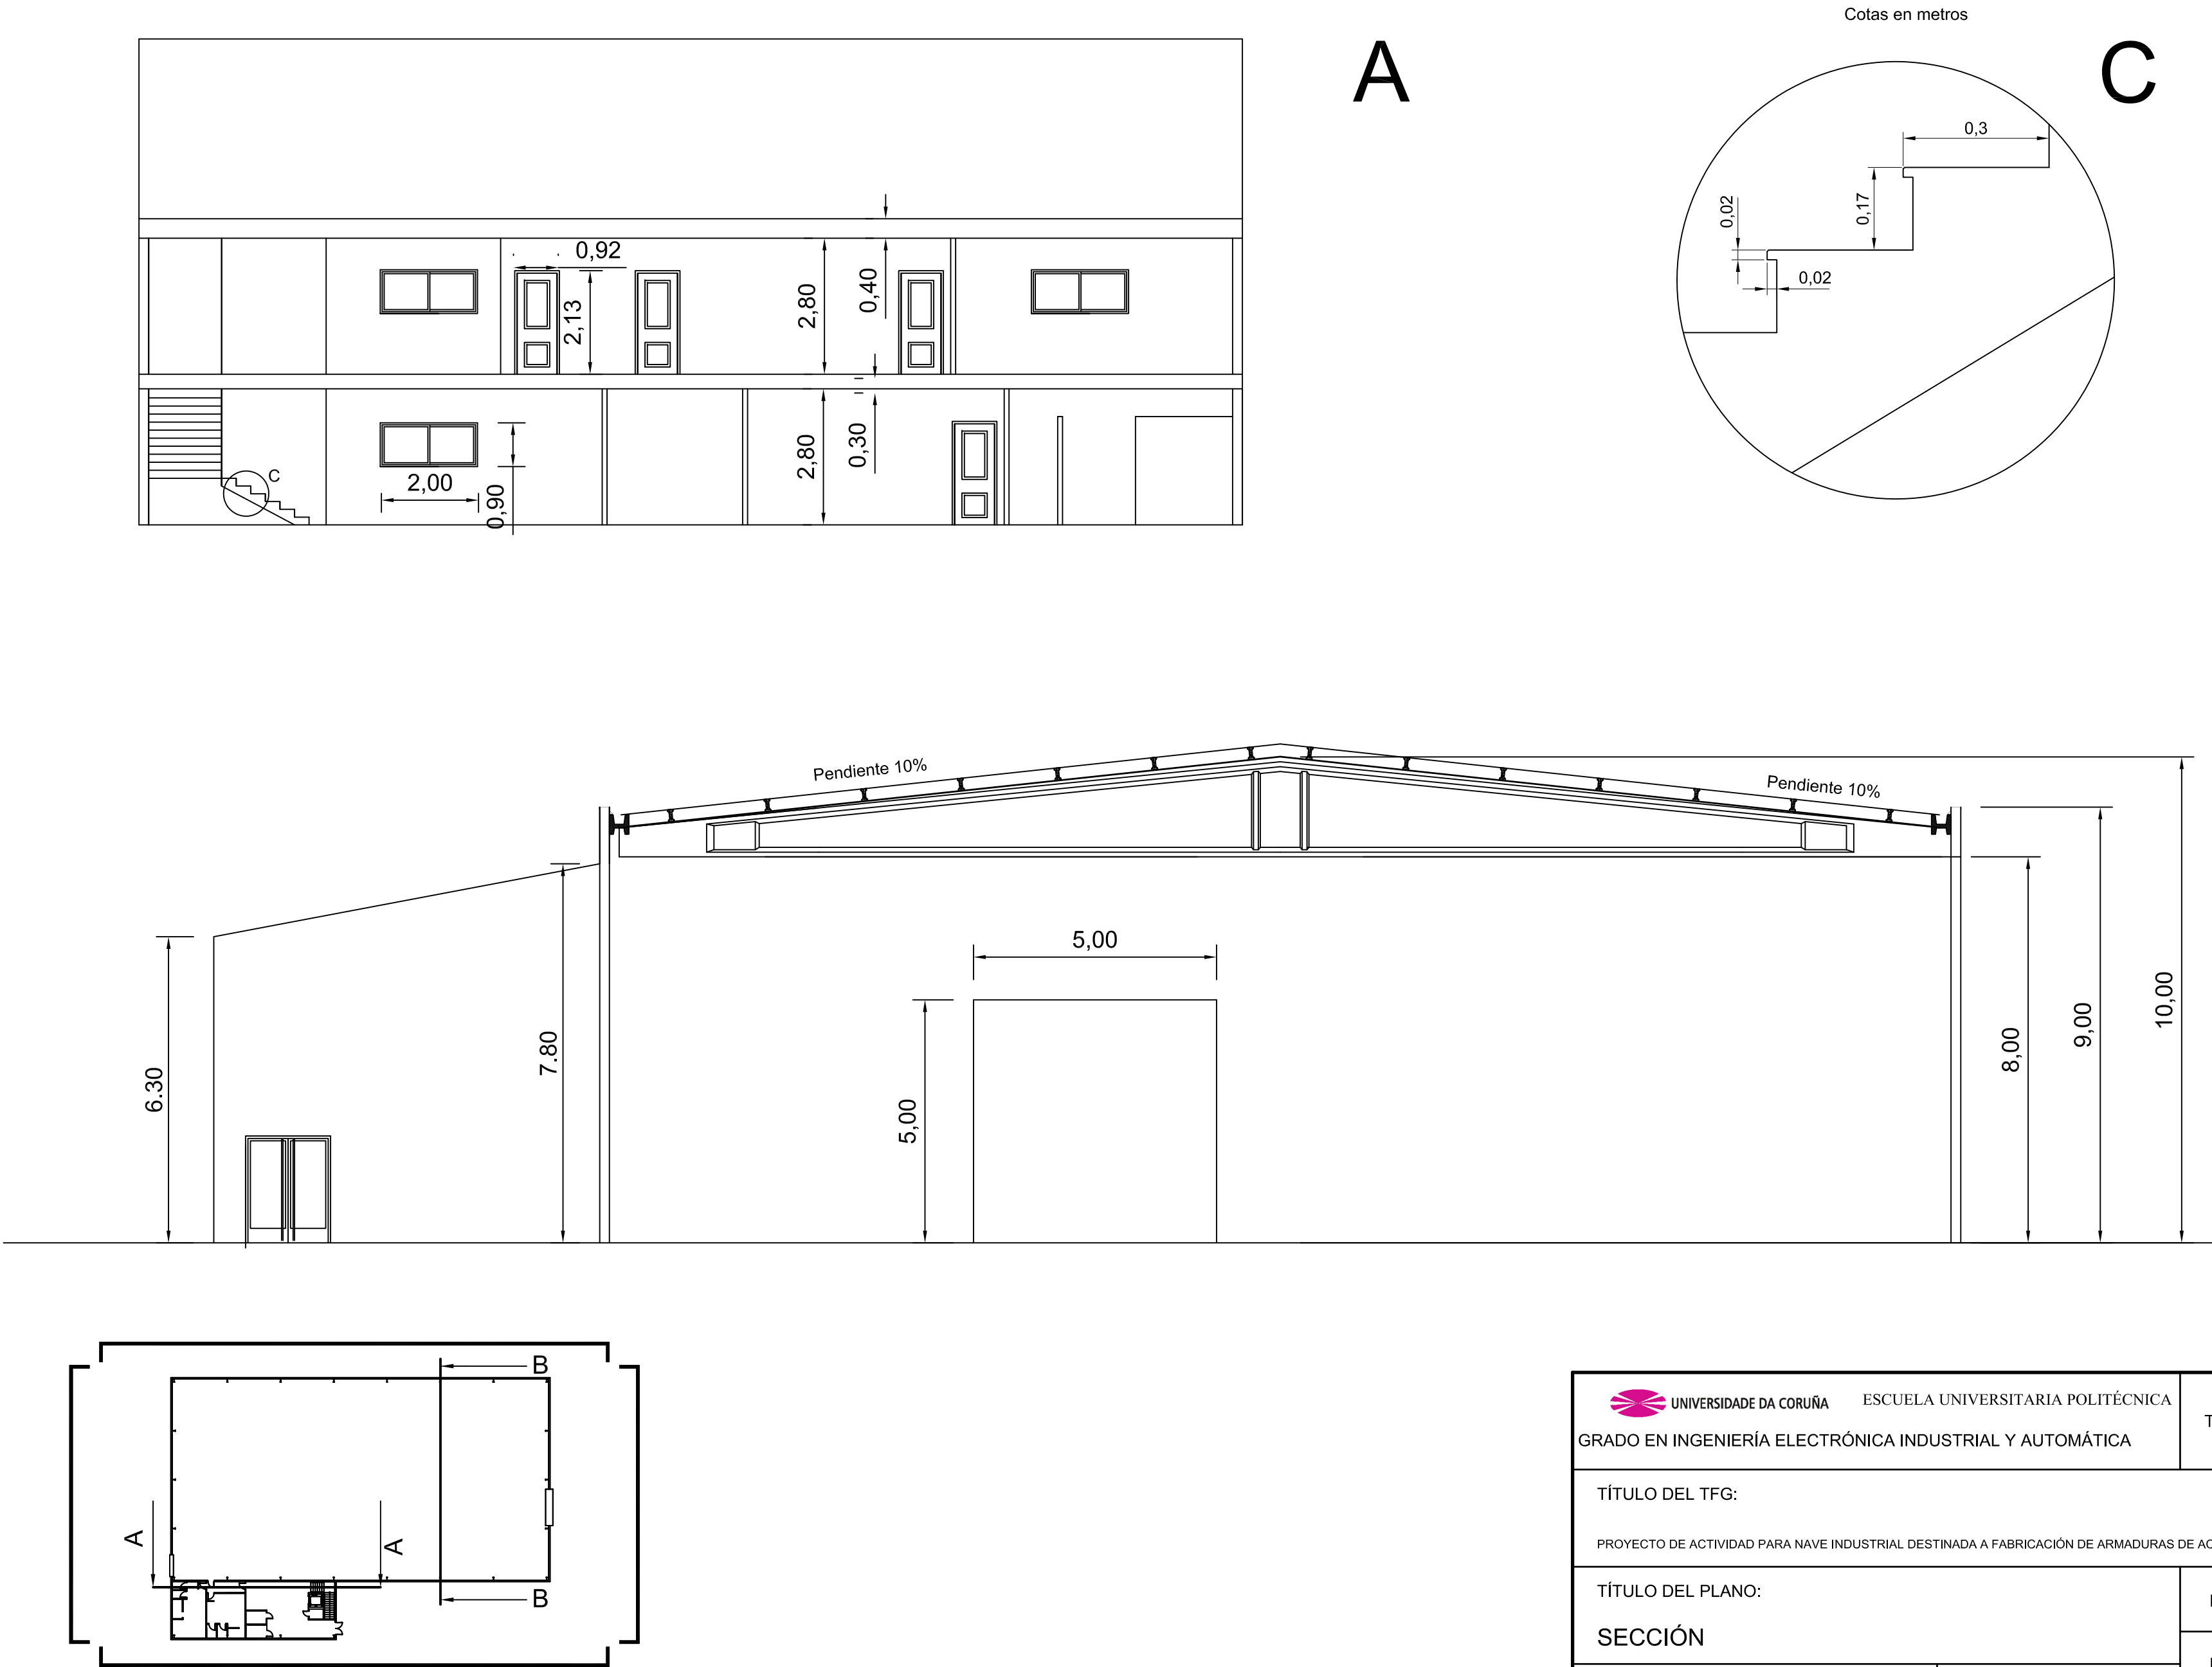 Cotas en metros
A
C
0,3
0,17
0,02
0,02
0,92
2,13
2,80
0,40
2,80
0,30
C
2,00
0,90
Pendiente 10%
Pendiente 10%
5,00
5,00
6.30
7.80
8,00
9,00
10,00
B
A
A
B
UNIVERSIDADE DA CORUÑA ESCUELA UNIVERSITARIA POLITÉCNICA
GRADO EN INGENIERÍA ELECTRÓNICA INDUSTRIAL Y AUTOMÁTICA
TÍTULO DEL TFG:
PROYECTO DE ACTIVIDAD PARA NAVE INDUSTRIAL DESTINADA A FABRICACIÓN DE ARMADURAS DE
TÍTULO DEL PLANO:
SECCIÓN